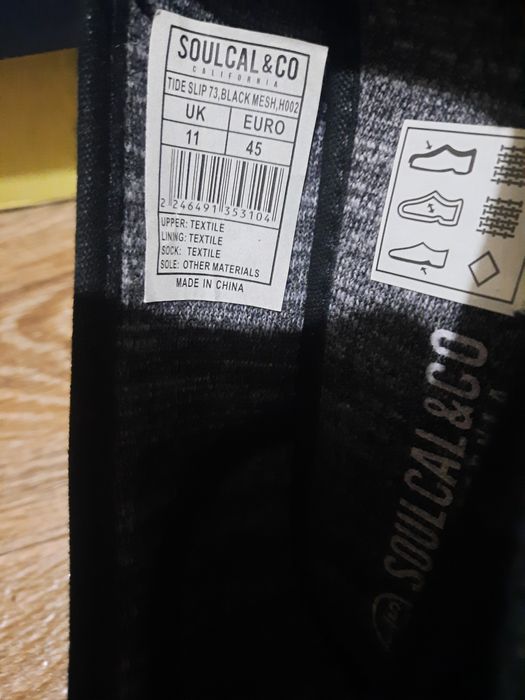 SOULCAL&CO
CALIFORNIA
TIDE SLIP 73,BLACK MESH,H002
UK EURO
11 45
2 246491 353104
UPPER: TEXTILE
LINING: TEXTILE
SOCK: TEXTILE
SOLE: OTHER MATERIALS
MADE IN CHINA
SOULCAL&CO